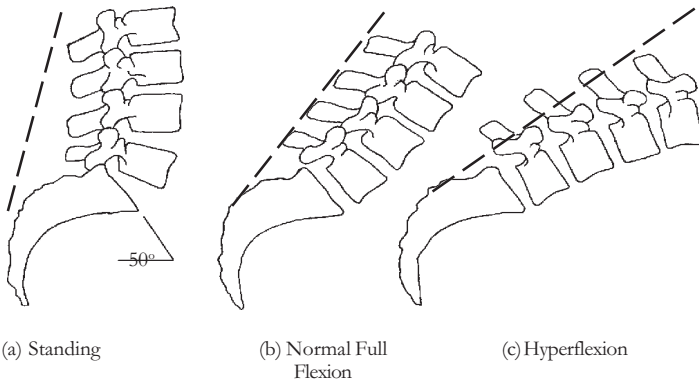 50°
(a) Standing
(b) Normal Full
Flexion
(c) Hyperflexion